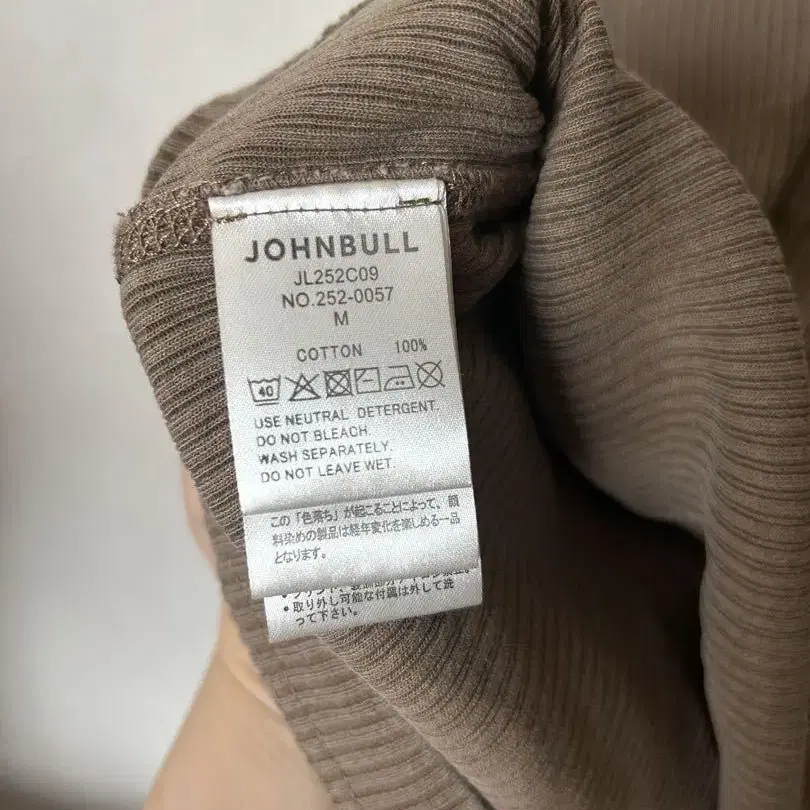 JOHNBULL
JL252C09
NO.252-0057
M
COTTON 100%
40
USE NEUTRAL DETERGENT.
DO NOT BLEACH.
WASH SEPARATELY.
DO NOT LEAVE WET.
この「色落ち」が起こることによって、顔
料染めの製品は経年変化を楽しめる一品
となります。
•取り外し可能な付属は外して洗
って下さい。